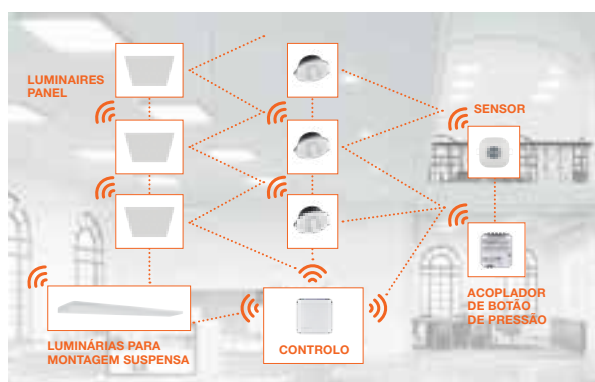 LUMINAIRES
PANEL
SENSOR
ACOPLADOR
DE BOTÃO
DE PRESSÃO
LUMINÁRIAS PARA
MONTAGEM SUSPENSA
CONTROLO